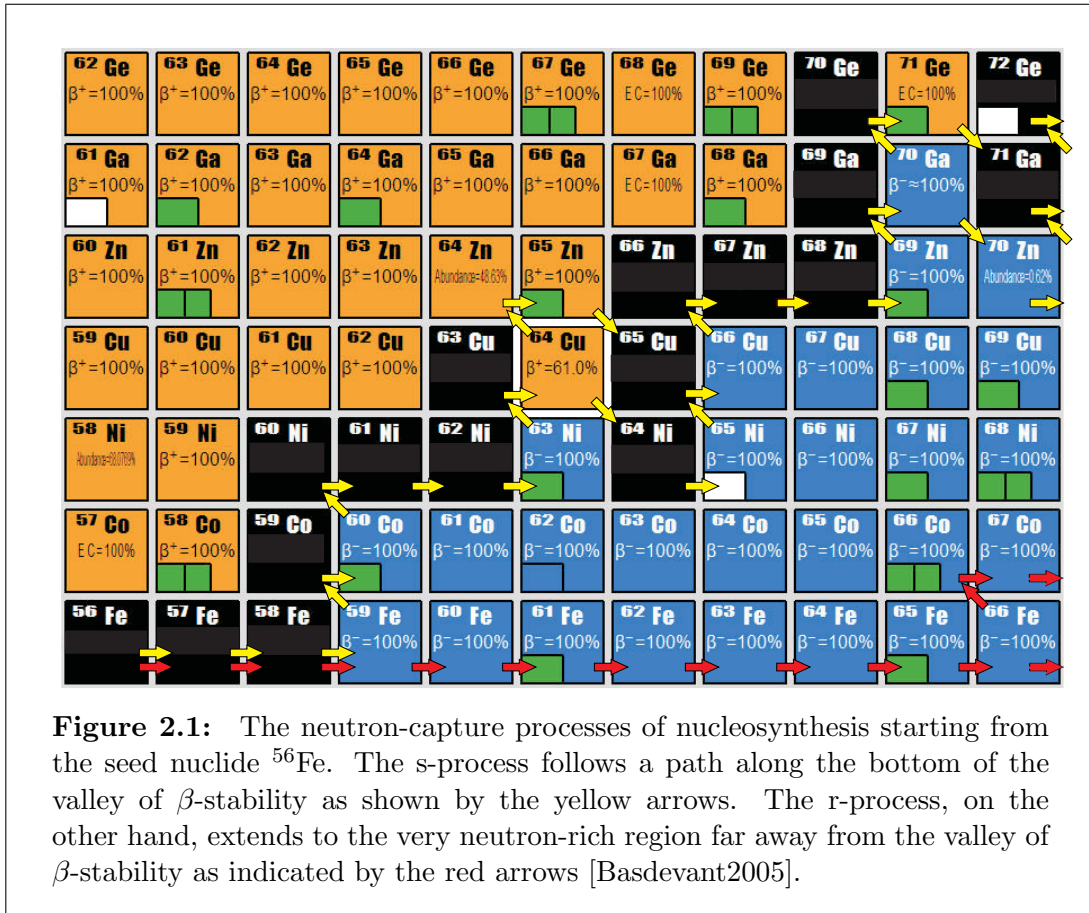 62 Ge 63 Ge 64 Ge 65 Ge 66 Ge 67 Ge 68 Ge 69 Ge 70 Ge 71 Ge 72 Ge
β+=100% β+=100% β+=100% β+=100% β+=100% β+=100% EC=100% β+=100% EC=100%
61 Ga 62 Ga 63 Ga 64 Ga 65 Ga 66 Ga 67 Ga 68 Ga 69 Ga 70 Ga 71 Ga
β+=100% β+=100% β+=100% β+=100% β+=100% β+=100% EC=100% β+=100% β−≈100%
60 Zn 61 Zn 62 Zn 63 Zn 64 Zn 65 Zn 66 Zn 67 Zn 68 Zn 69 Zn 70 Zn
β+=100% β+=100% β+=100% β+=100% Abundance=48.63% β+=100% β−=100% Abundance=0.62%
59 Cu 60 Cu 61 Cu 62 Cu 63 Cu 64 Cu 65 Cu 66 Cu 67 Cu 68 Cu 69 Cu
β+=100% β+=100% β+=100% β+=100% β+=61.0% β−=100% β−=100% β−=100% β−=100%
58 Ni 59 Ni 60 Ni 61 Ni 62 Ni 63 Ni 64 Ni 65 Ni 66 Ni 67 Ni 68 Ni
Abundance=68.0769% β+=100% β−=100% β−=100% β−=100% β−=100% β−=100%
57 Co 58 Co 59 Co 60 Co 61 Co 62 Co 63 Co 64 Co 65 Co 66 Co 67 Co
EC=100% β+=100% β−=100% β−=100% β−=100% β−=100% β−=100% β−=100% β−=100% β−=100%
56 Fe 57 Fe 58 Fe 59 Fe 60 Fe 61 Fe 62 Fe 63 Fe 64 Fe 65 Fe 66 Fe
β−=100% β−=100% β−=100% β−=100% β−=100% β−=100% β−=100% β−=100%
Figure 2.1: The neutron-capture processes of nucleosynthesis starting from
the seed nuclide 56Fe. The s-process follows a path along the bottom of the
valley of β-stability as shown by the yellow arrows. The r-process, on the
other hand, extends to the very neutron-rich region far away from the valley of
β-stability as indicated by the red arrows [Basdevant2005].